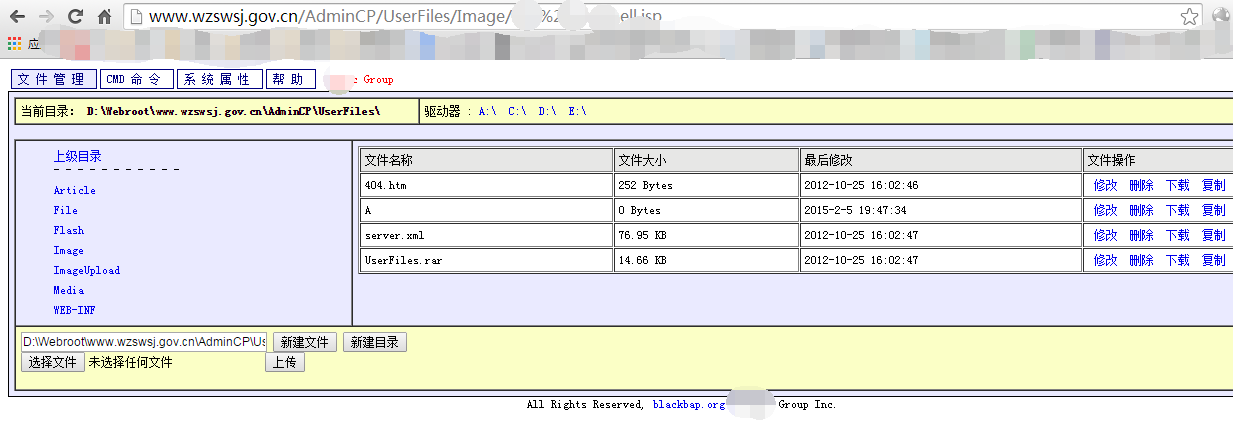 www.wzswsj.gov.cn/AdminCP/UserFiles/Image/ %2 ell.jsp
应
文件管理 CMD 命令 系统属性 帮助 : Group
当前目录: D:\Webroot\www.wzswsj.gov.cn\AdminCP\UserFiles\ 驱动器 : A:\ C:\ D:\ E:\
上级目录
- - - - - - - - - - -
Article
File
Flash
Image
ImageUpload
Media
WEB-INF
文件名称 文件大小 最后修改 文件操作
404.htm 252 Bytes 2012-10-25 16:02:46 修改 删除 下载 复制
A 0 Bytes 2015-2-5 19:47:34 修改 删除 下载 复制
server.xml 76.95 KB 2012-10-25 16:02:47 修改 删除 下载 复制
UserFiles.rar 14.66 KB 2012-10-25 16:02:47 修改 删除 下载 复制
D:\Webroot\www.wzswsj.gov.cn\AdminCP\Us 新建文件 新建目录
选择文件 未选择任何文件 上传
All Rights Reserved, blackbap.org Group Inc.